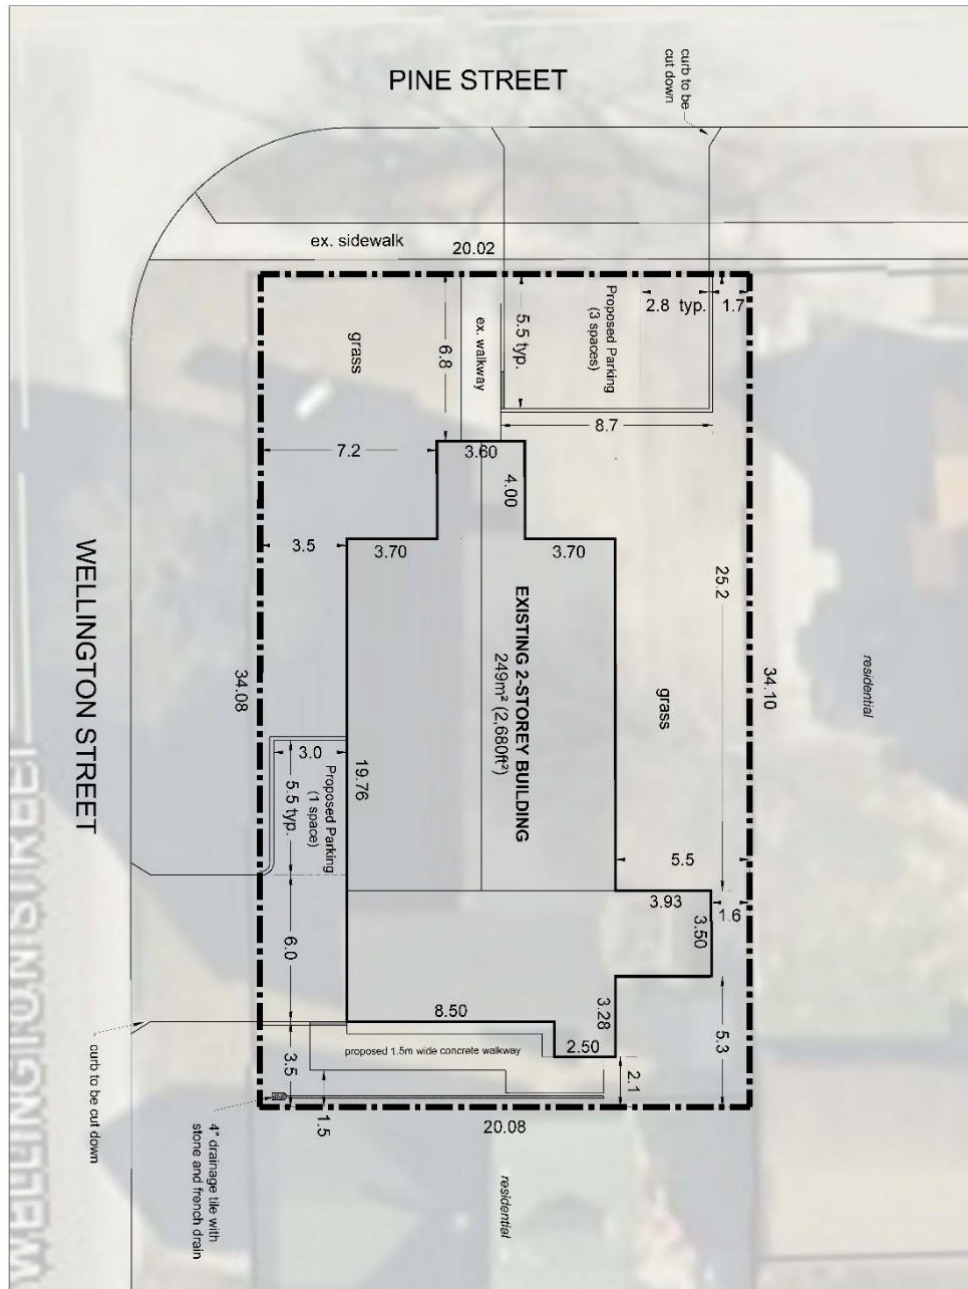 PINE STREET
curb to be
cut down
ex. sidewalk
20.02
Proposed Parking
(3 spaces)
2.8 typ.
1.7
5.5 typ.
ex. walkway
6.8
grass
8.7
7.2
3.60
4.00
3.5
3.70
3.70
25.2
WELLINGTON STREET
EXISTING 2-STOREY BUILDING
249m² (2,680ft²)
34.08
34.10
residential
grass
3.0
5.5 typ.
Proposed Parking
(1 space)
19.76
5.5
3.93
1.6
3.50
6.0
8.50
3.28
5.3
proposed 1.5m wide concrete walkway
2.50
3.5
2.1
curb to be cut down
1.5
20.08
4" drainage tile with
stone and french drain
residential
WELLINGTON STREET